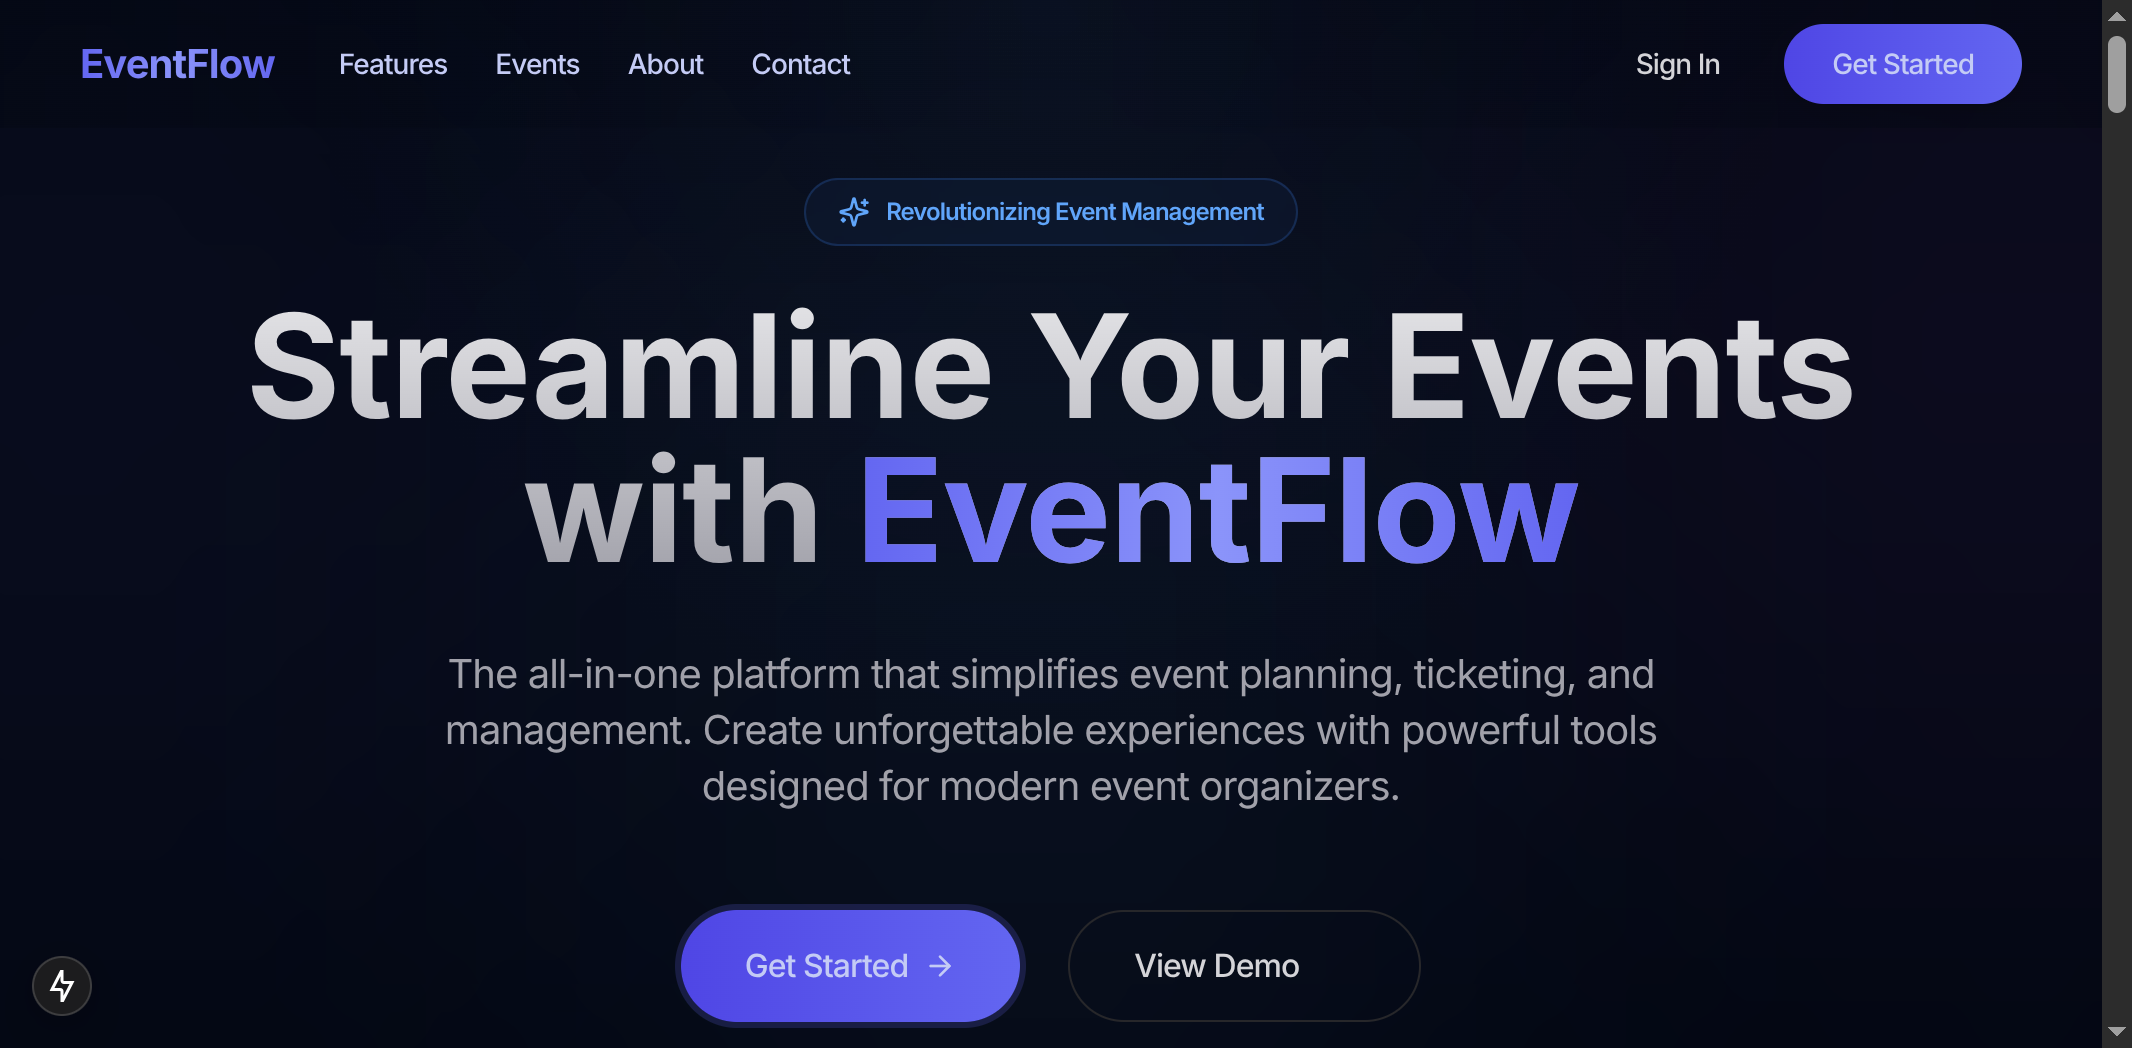 EventFlow
Features
Events
About
Contact
Sign In
Get Started
Revolutionizing Event Management
Streamline Your Events
with EventFlow
The all-in-one platform that simplifies event planning, ticketing, and
management. Create unforgettable experiences with powerful tools
designed for modern event organizers.
Get Started
View Demo